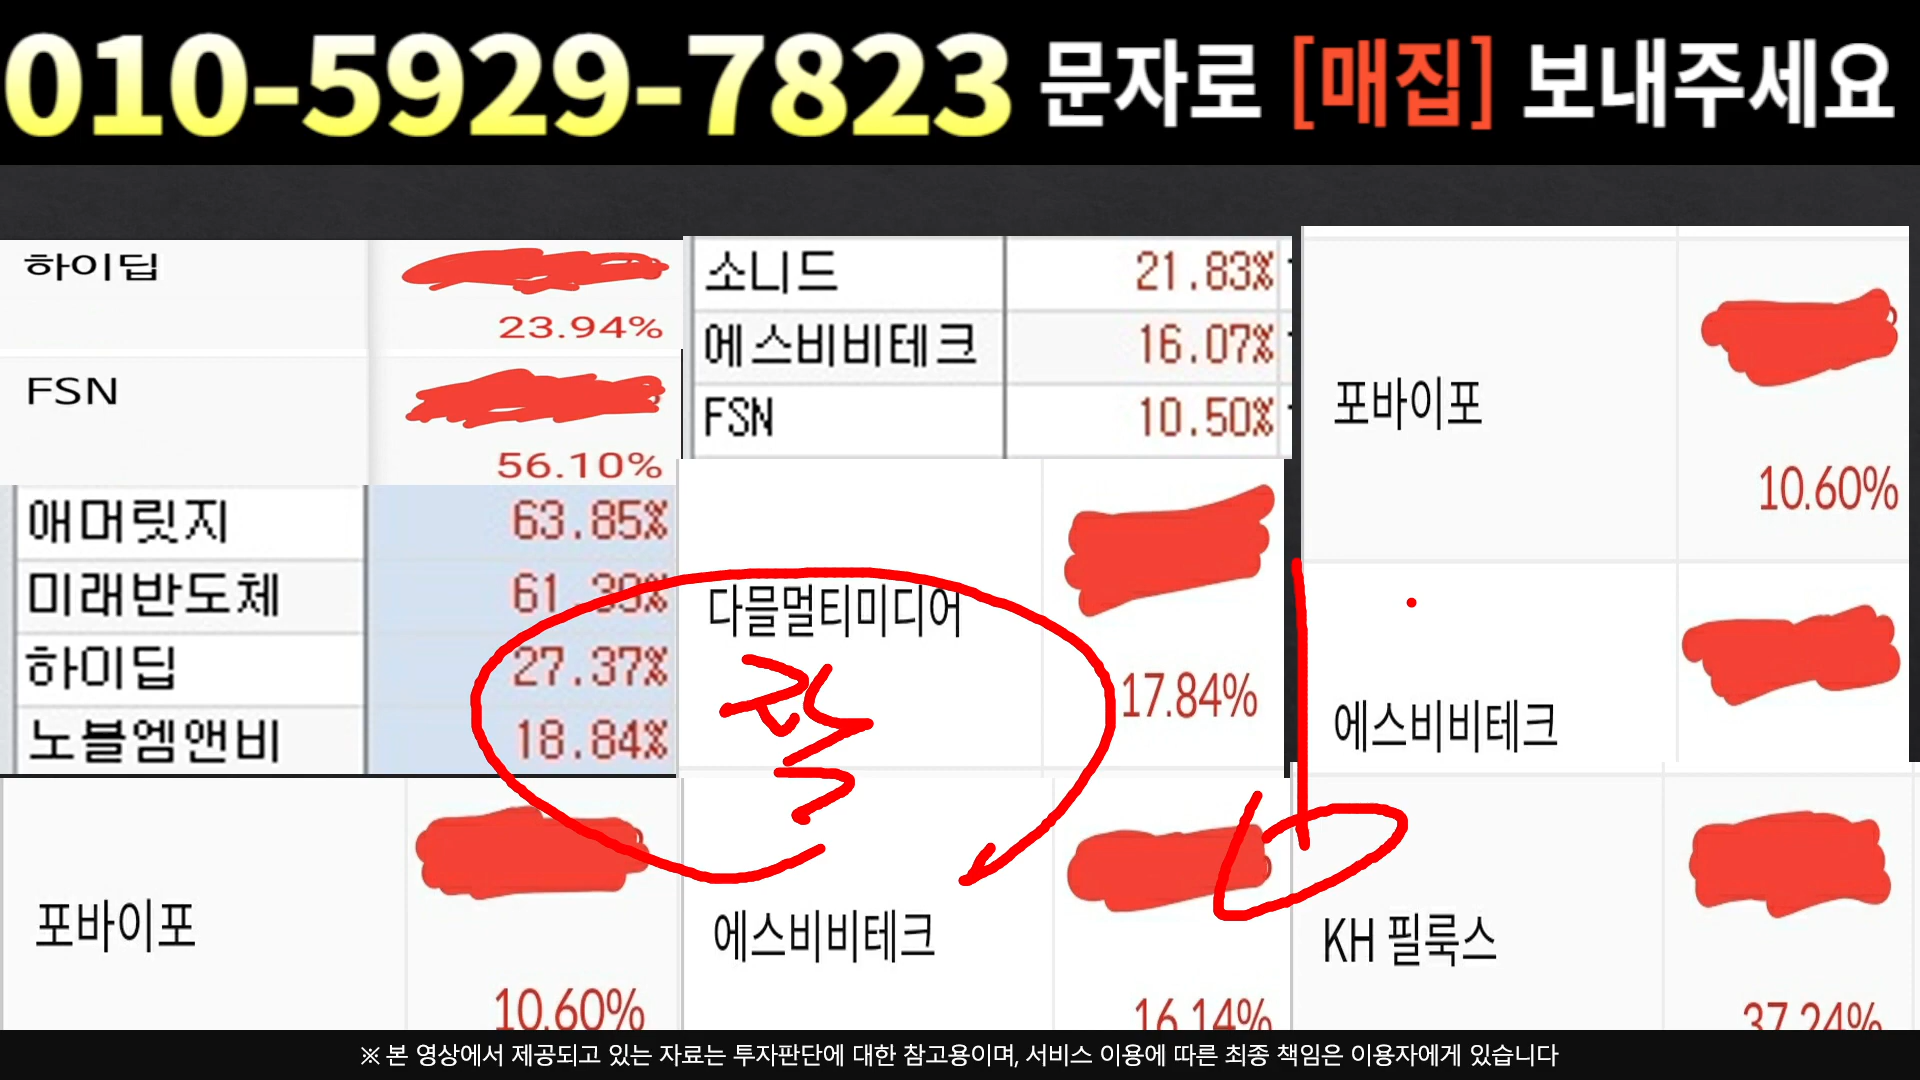 010-5929-7823 문자로 [매집] 보내주세요
하이딥
23.94%
FSN
56.10%
소니드 21.83%
에스비비테크 16.07%
FSN 10.50%
포바이포
10.60%
애머릿지 63.85%
미래반도체 61.39%
하이딥 27.37%
노블엠앤비 18.84%
다믈멀티미디어
17.84%
에스비비테크
포바이포
10.60%
에스비비테크
16.14%
KH 필룩스
37.24%
※ 본 영상에서 제공되고 있는 자료는 투자판단에 대한 참고용이며, 서비스 이용에 따른 최종 책임은 이용자에게 있습니다